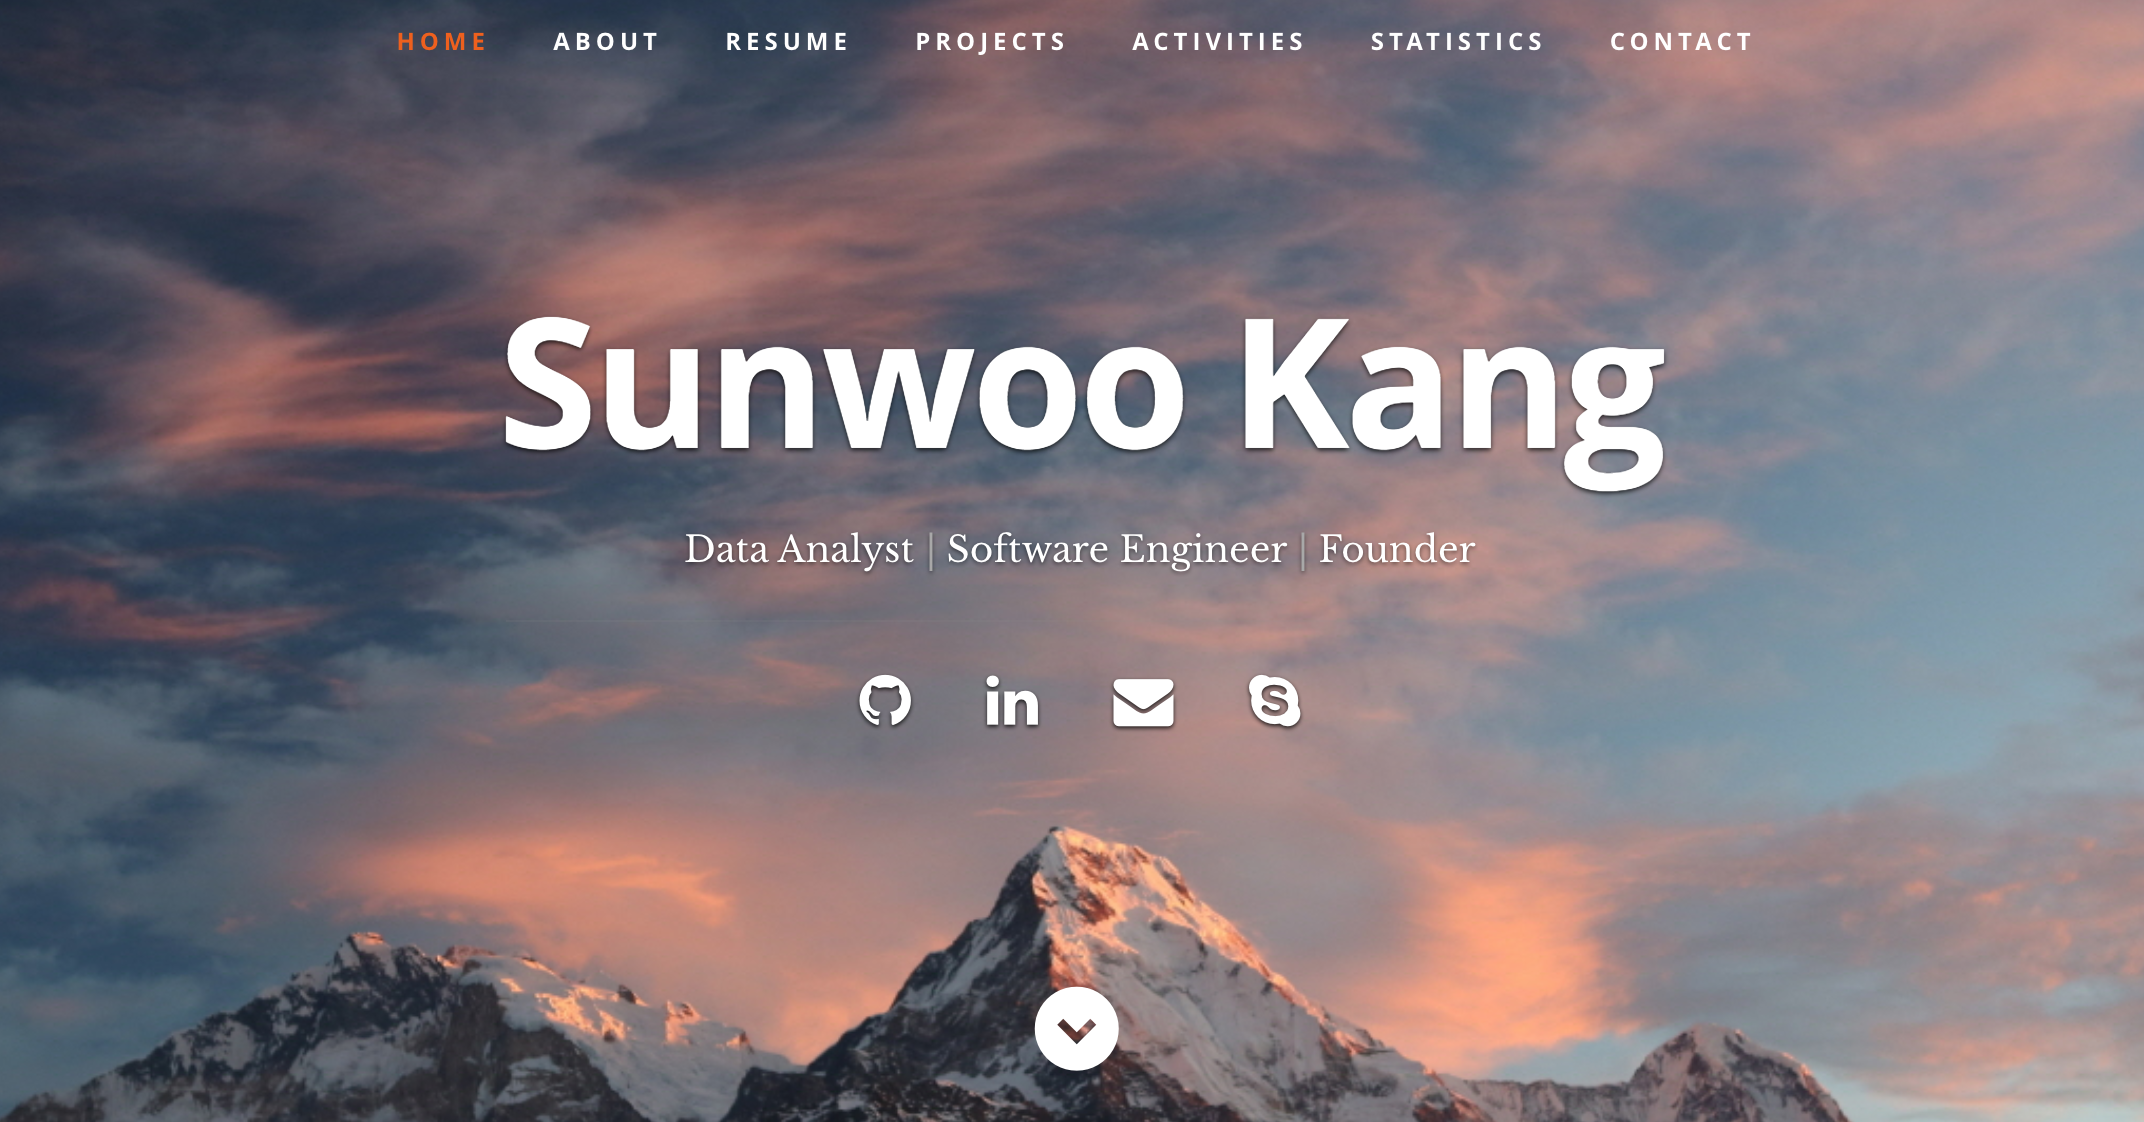 HOME ABOUT RESUME PROJECTS ACTIVITIES STATISTICS CONTACT
Sunwoo Kang
Data Analyst | Software Engineer | Founder
in